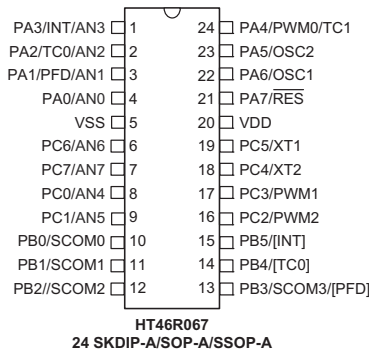 PA3/INT/AN3 1 24 PA4/PWM0/TC1
PA2/TC0/AN2 2 23 PA5/OSC2
PA1/PFD/AN1 3 22 PA6/OSC1
PA0/AN0 4 21 PA7/RES
VSS 5 20 VDD
PC6/AN6 6 19 PC5/XT1
PC7/AN7 7 18 PC4/XT2
PC0/AN4 8 17 PC3/PWM1
PC1/AN5 9 16 PC2/PWM2
PB0/SCOM0 10 15 PB5/[INT]
PB1/SCOM1 11 14 PB4/[TC0]
PB2//SCOM2 12 13 PB3/SCOM3/[PFD]
HT46R067
24 SKDIP-A/SOP-A/SSOP-A